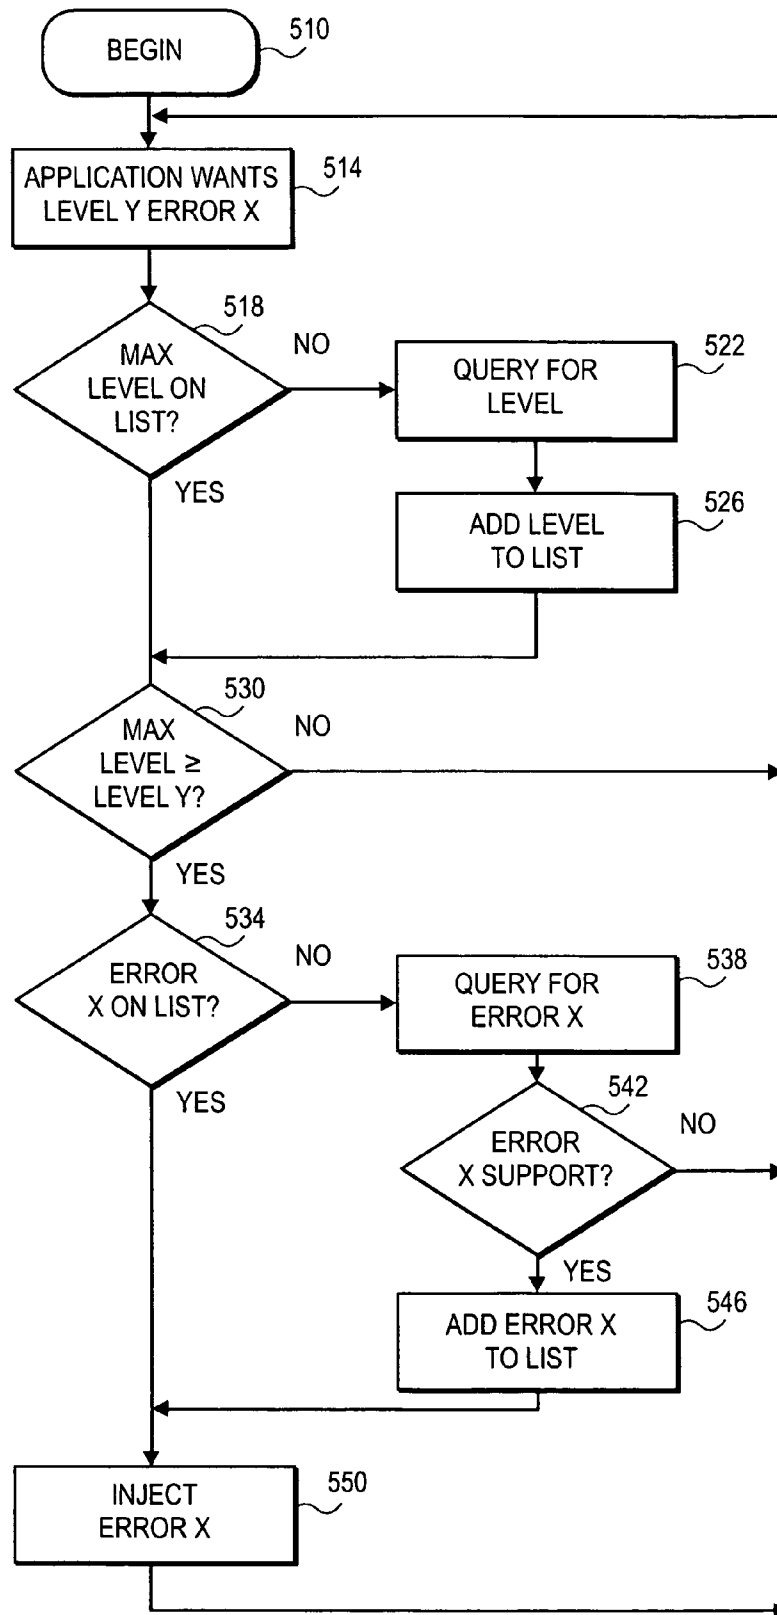 BEGIN
510
APPLICATION WANTS
LEVEL Y ERROR X
514
MAX
LEVEL ON
LIST?
518
NO
YES
QUERY FOR
LEVEL
522
ADD LEVEL
TO LIST
526
MAX
LEVEL ≥
LEVEL Y?
530
NO
YES
ERROR
X ON LIST?
534
NO
YES
QUERY FOR
ERROR X
538
ERROR
X SUPPORT?
542
NO
YES
ADD ERROR X
TO LIST
546
INJECT
ERROR X
550